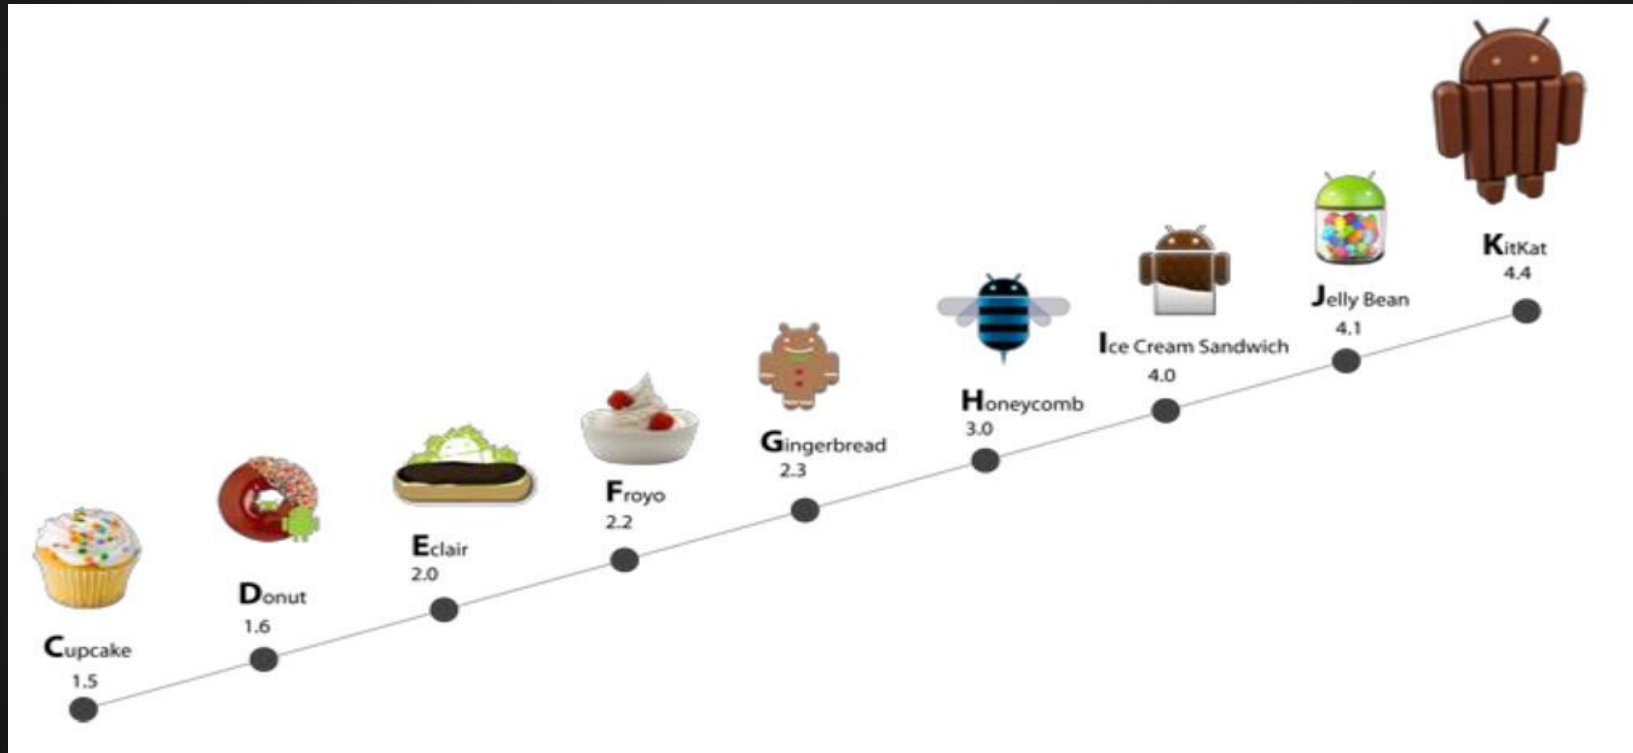 Cupcake
1.5
Donut
1.6
Eclair
2.0
Froyo
2.2
Gingerbread
2.3
Honeycomb
3.0
Ice Cream Sandwich
4.0
Jelly Bean
4.1
KitKat
4.4